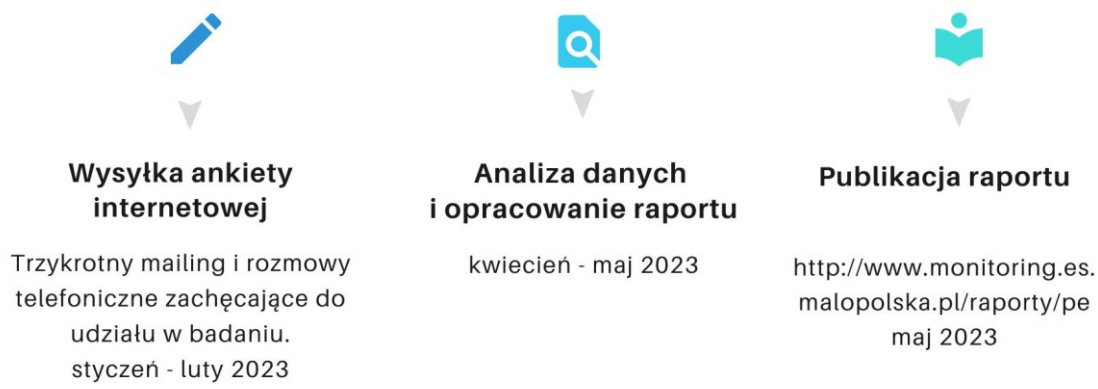 Wysyłka ankiety
internetowej
Trzykrotny mailing i rozmowy
telefoniczne zachęcające do
udziału w badaniu.
styczeń - luty 2023
Analiza danych
i opracowanie raportu
kwiecień - maj 2023
Publikacja raportu
http://www.monitoring.es.
malopolska.pl/raporty/pe
maj 2023